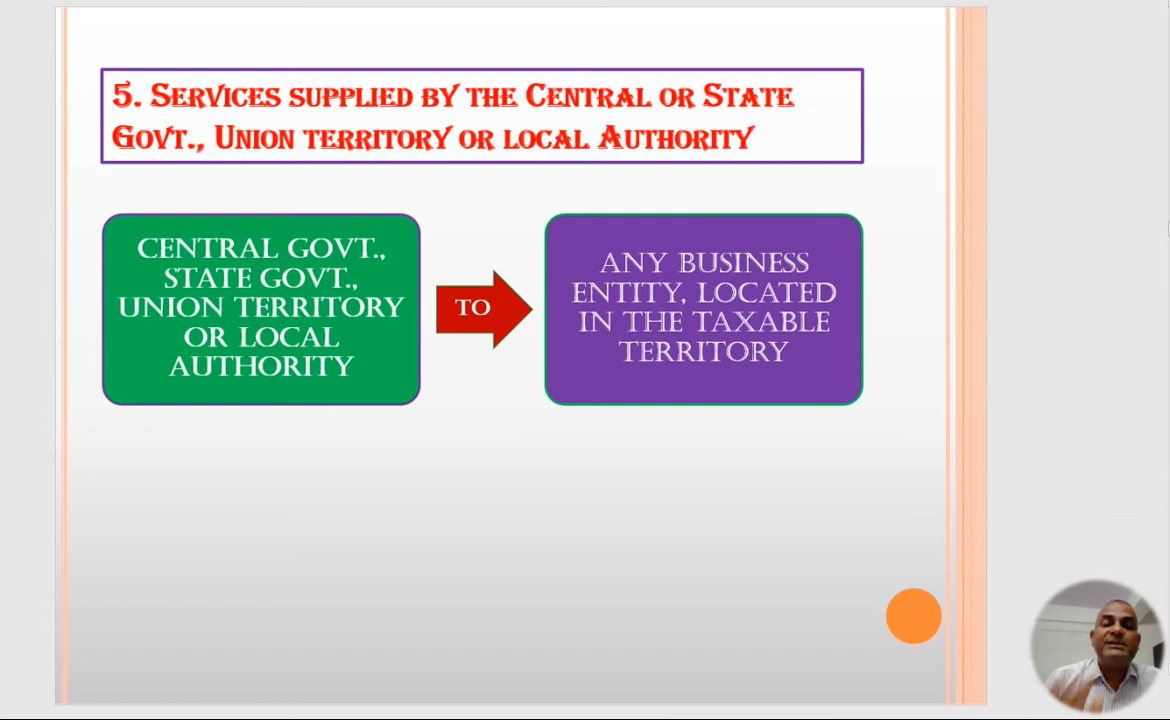 5. Services supplied by the Central or State
Govt., Union territory or local Authority
CENTRAL GOVT.,
STATE GOVT.,
UNION TERRITORY
OR LOCAL
AUTHORITY
TO
ANY BUSINESS
ENTITY, LOCATED
IN THE TAXABLE
TERRITORY